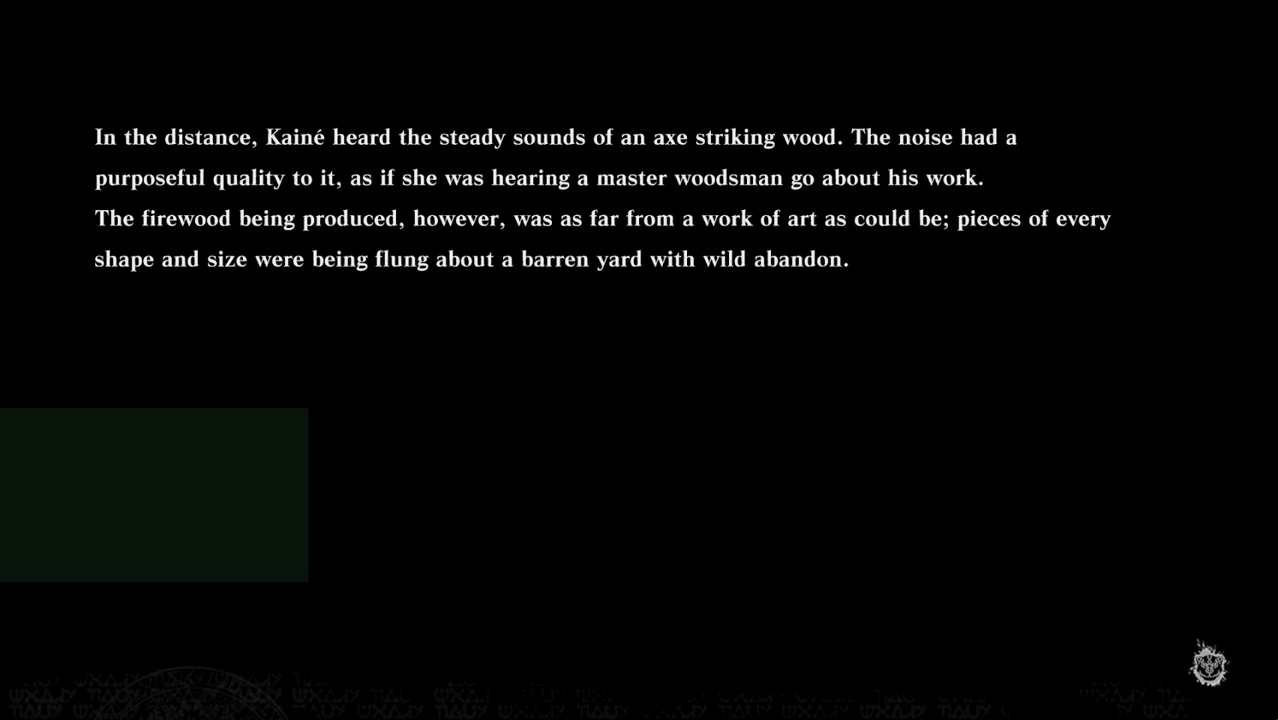 In the distance, Kainé heard the steady sounds of an axe striking wood. The noise had a
purposeful quality to it, as if she was hearing a master woodsman go about his work.
The firewood being produced, however, was as far from a work of art as could be; pieces of every
shape and size were being flung about a barren yard with wild abandon.